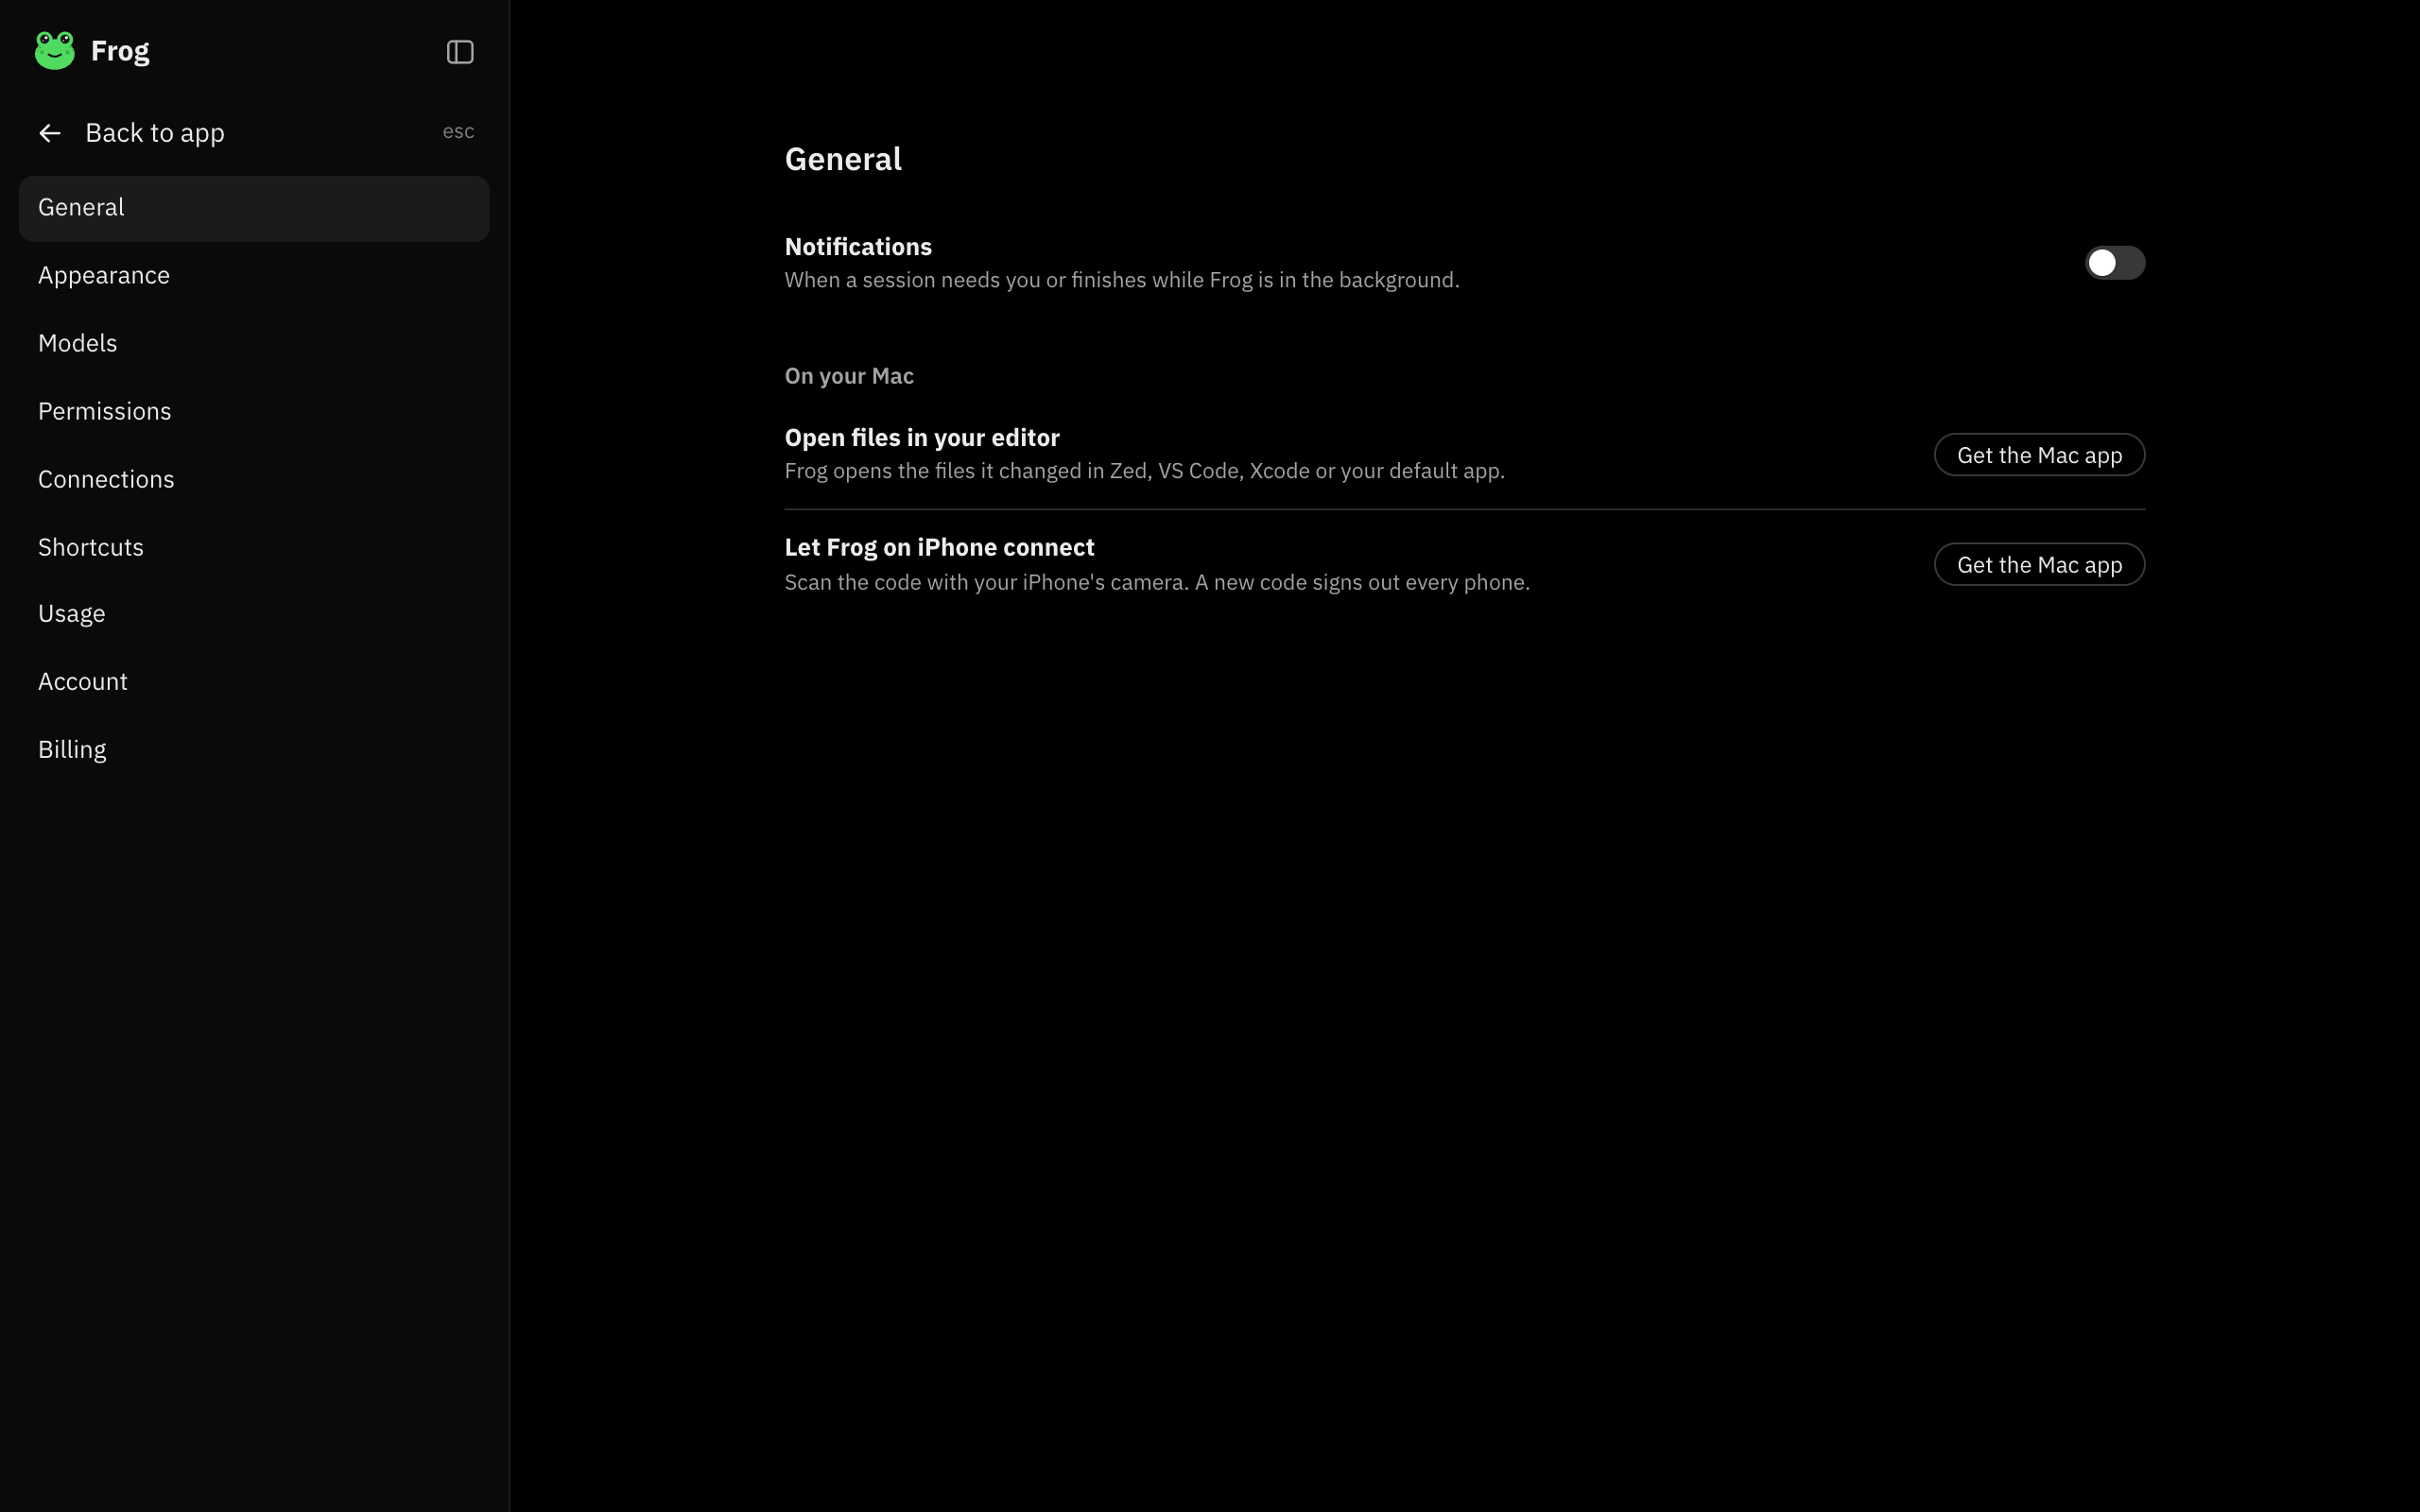 Frog
Back to app
esc
General
Appearance
Models
Permissions
Connections
Shortcuts
Usage
Account
Billing
General
Notifications
When a session needs you or finishes while Frog is in the background.
On your Mac
Open files in your editor
Frog opens the files it changed in Zed, VS Code, Xcode or your default app.
Get the Mac app
Let Frog on iPhone connect
Scan the code with your iPhone's camera. A new code signs out every phone.
Get the Mac app